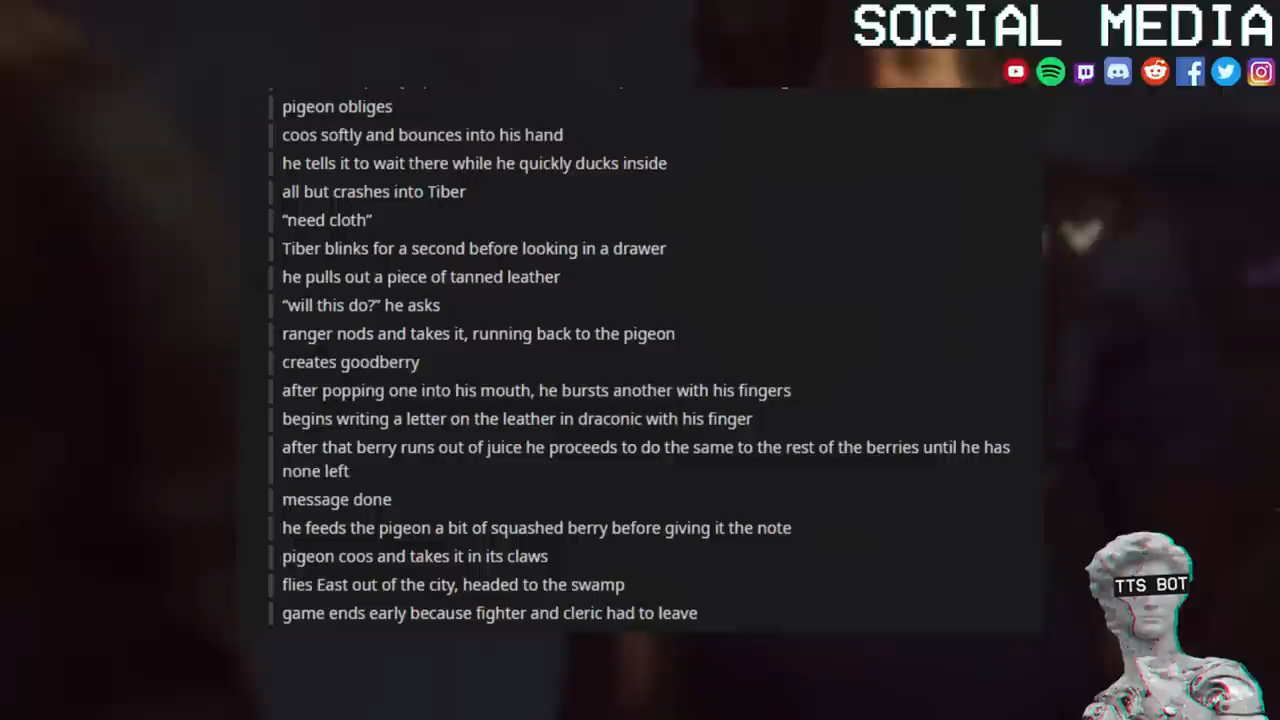 SOCIAL MEDIA
pigeon obliges
coos softly and bounces into his hand
he tells it to wait there while he quickly ducks inside
all but crashes into Tiber
“need cloth”
Tiber blinks for a second before looking in a drawer
he pulls out a piece of tanned leather
“will this do?” he asks
ranger nods and takes it, running back to the pigeon
creates goodberry
after popping one into his mouth, he bursts another with his fingers
begins writing a letter on the leather in draconic with his finger
after that berry runs out of juice he proceeds to do the same to the rest of the berries until he has
none left
message done
he feeds the pigeon a bit of squashed berry before giving it the note
pigeon coos and takes it in its claws
flies East out of the city, headed to the swamp
game ends early because fighter and cleric had to leave
TTS BOT